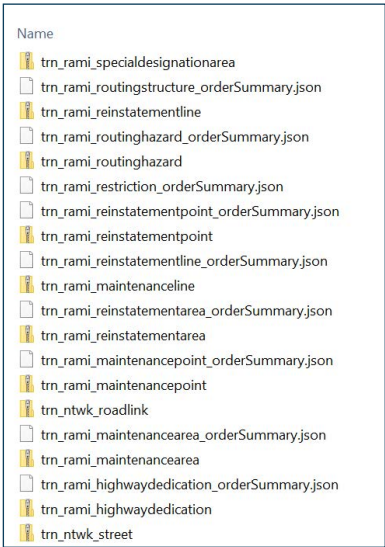 Name
trn_rami_specialdesignationarea
trn_rami_routingstructure_orderSummary.json
trn_rami_reinstatementline
trn_rami_routinghazard_orderSummary.json
trn_rami_routinghazard
trn_rami_restriction_orderSummary.json
trn_rami_reinstatementpoint_orderSummary.json
trn_rami_reinstatementpoint
trn_rami_reinstatementline_orderSummary.json
trn_rami_maintenanceline
trn_rami_reinstatementarea_orderSummary.json
trn_rami_reinstatementarea
trn_rami_maintenancepoint_orderSummary.json
trn_rami_maintenancepoint
trn_ntwk_roadlink
trn_rami_maintenancearea_orderSummary.json
trn_rami_maintenancearea
trn_rami_highwaydedication_orderSummary.json
trn_rami_highwaydedication
trn_ntwk_street